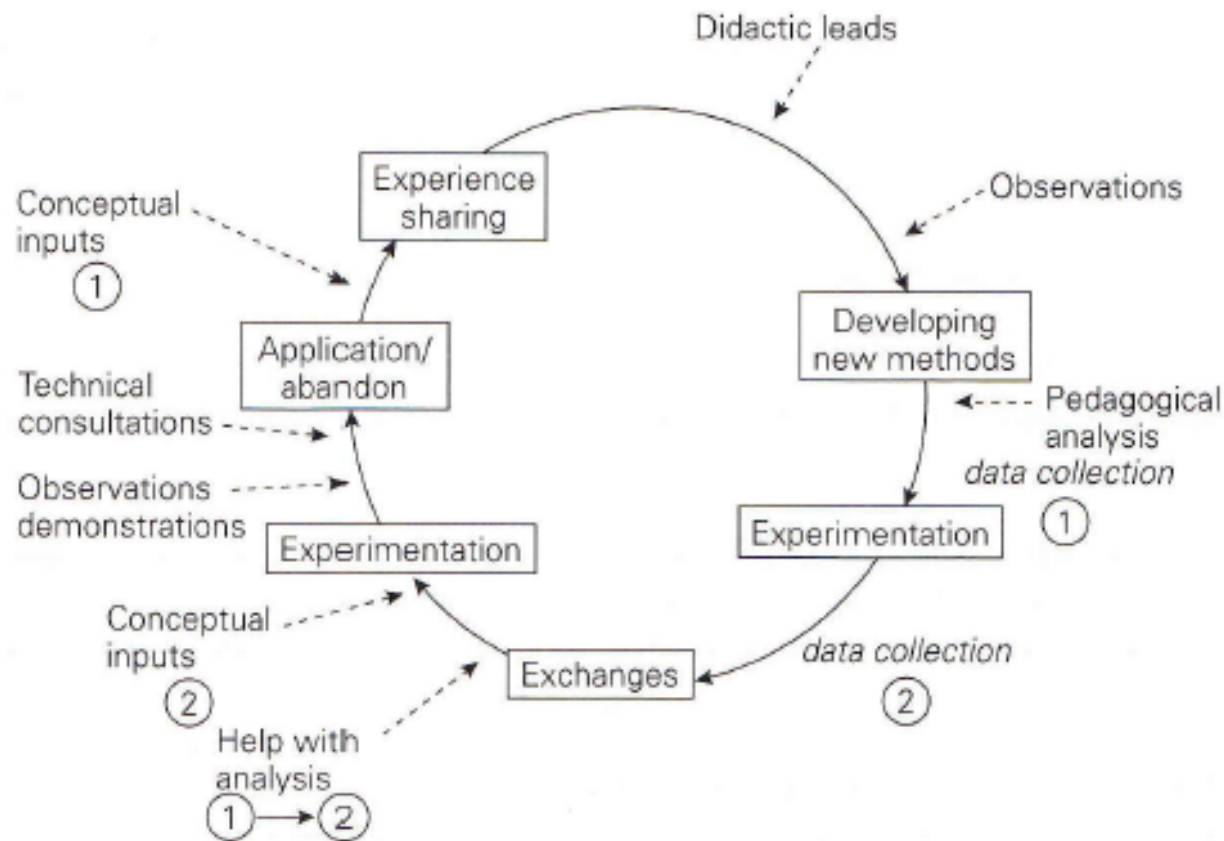 Didactic leads
Experience
sharing
Conceptual
inputs
1
Observations
Developing
new methods
Application/
abandon
Technical
consultations
Pedagogical
analysis
data collection
1
Observations
demonstrations
Experimentation
Experimentation
Conceptual
inputs
2
data collection
2
Exchanges
Help with
analysis
1 → 2